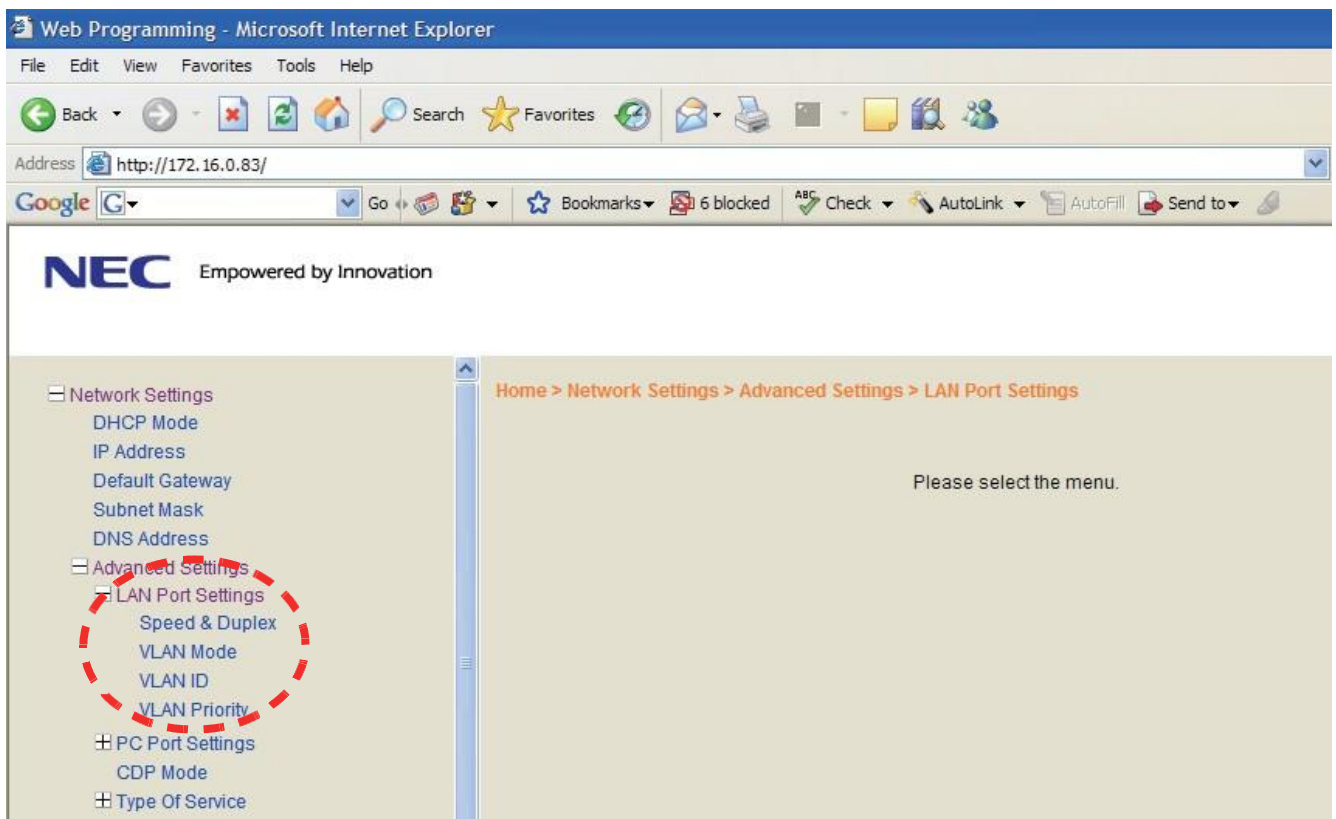 Web Programming - Microsoft Internet Explorer
File Edit View Favorites Tools Help
Back Search Favorites
Address http://172.16.0.83/
Google G Go Bookmarks 6 blocked ABC Check AutoLink AutoFill Send to
NEC Empowered by Innovation
Home > Network Settings > Advanced Settings > LAN Port Settings
Please select the menu.
Network Settings
DHCP Mode
IP Address
Default Gateway
Subnet Mask
DNS Address
Advanced Settings
LAN Port Settings
Speed & Duplex
VLAN Mode
VLAN ID
VLAN Priority
PC Port Settings
CDP Mode
Type Of Service